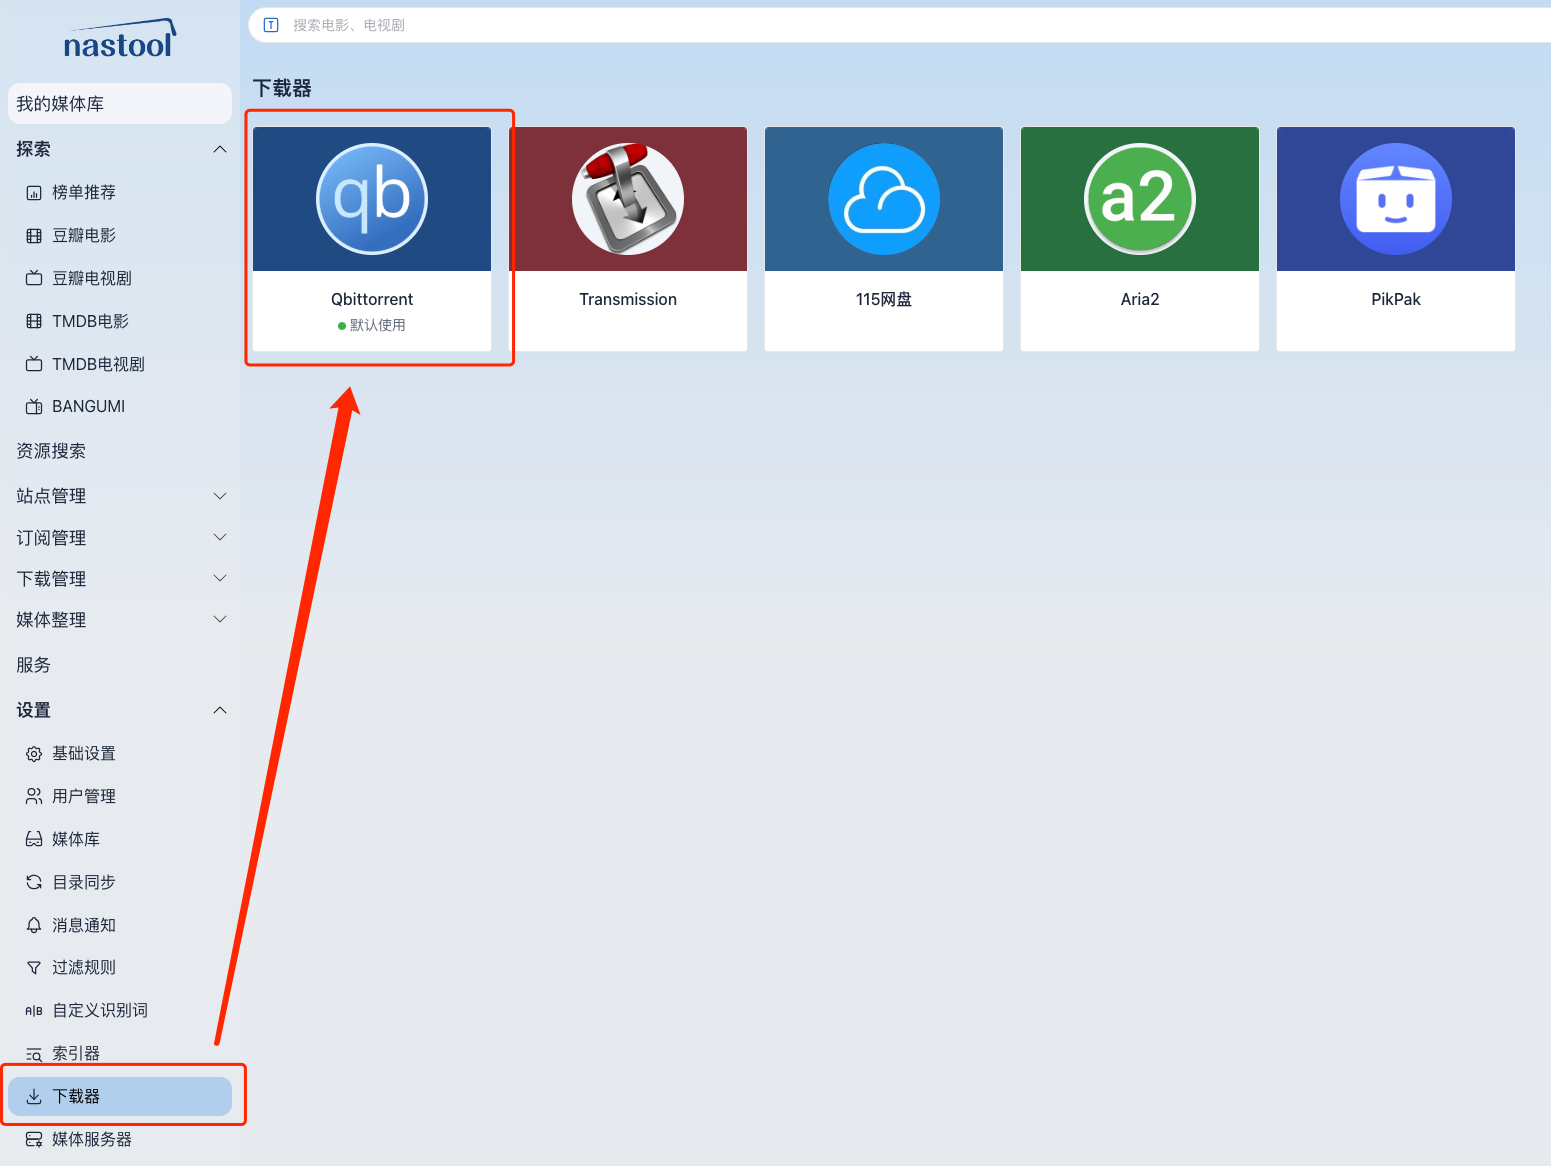 nastool
我的媒体库
探索
榜单推荐
豆瓣电影
豆瓣电视剧
TMDB电影
TMDB电视剧
BANGUMI
资源搜索
站点管理
订阅管理
下载管理
媒体整理
服务
设置
基础设置
用户管理
媒体库
目录同步
消息通知
过滤规则
A|B 自定义识别词
索引器
下载器
媒体服务器
T 搜索电影、电视剧
下载器
qb
Qbittorrent
默认使用
Transmission
115网盘
a2
Aria2
PikPak